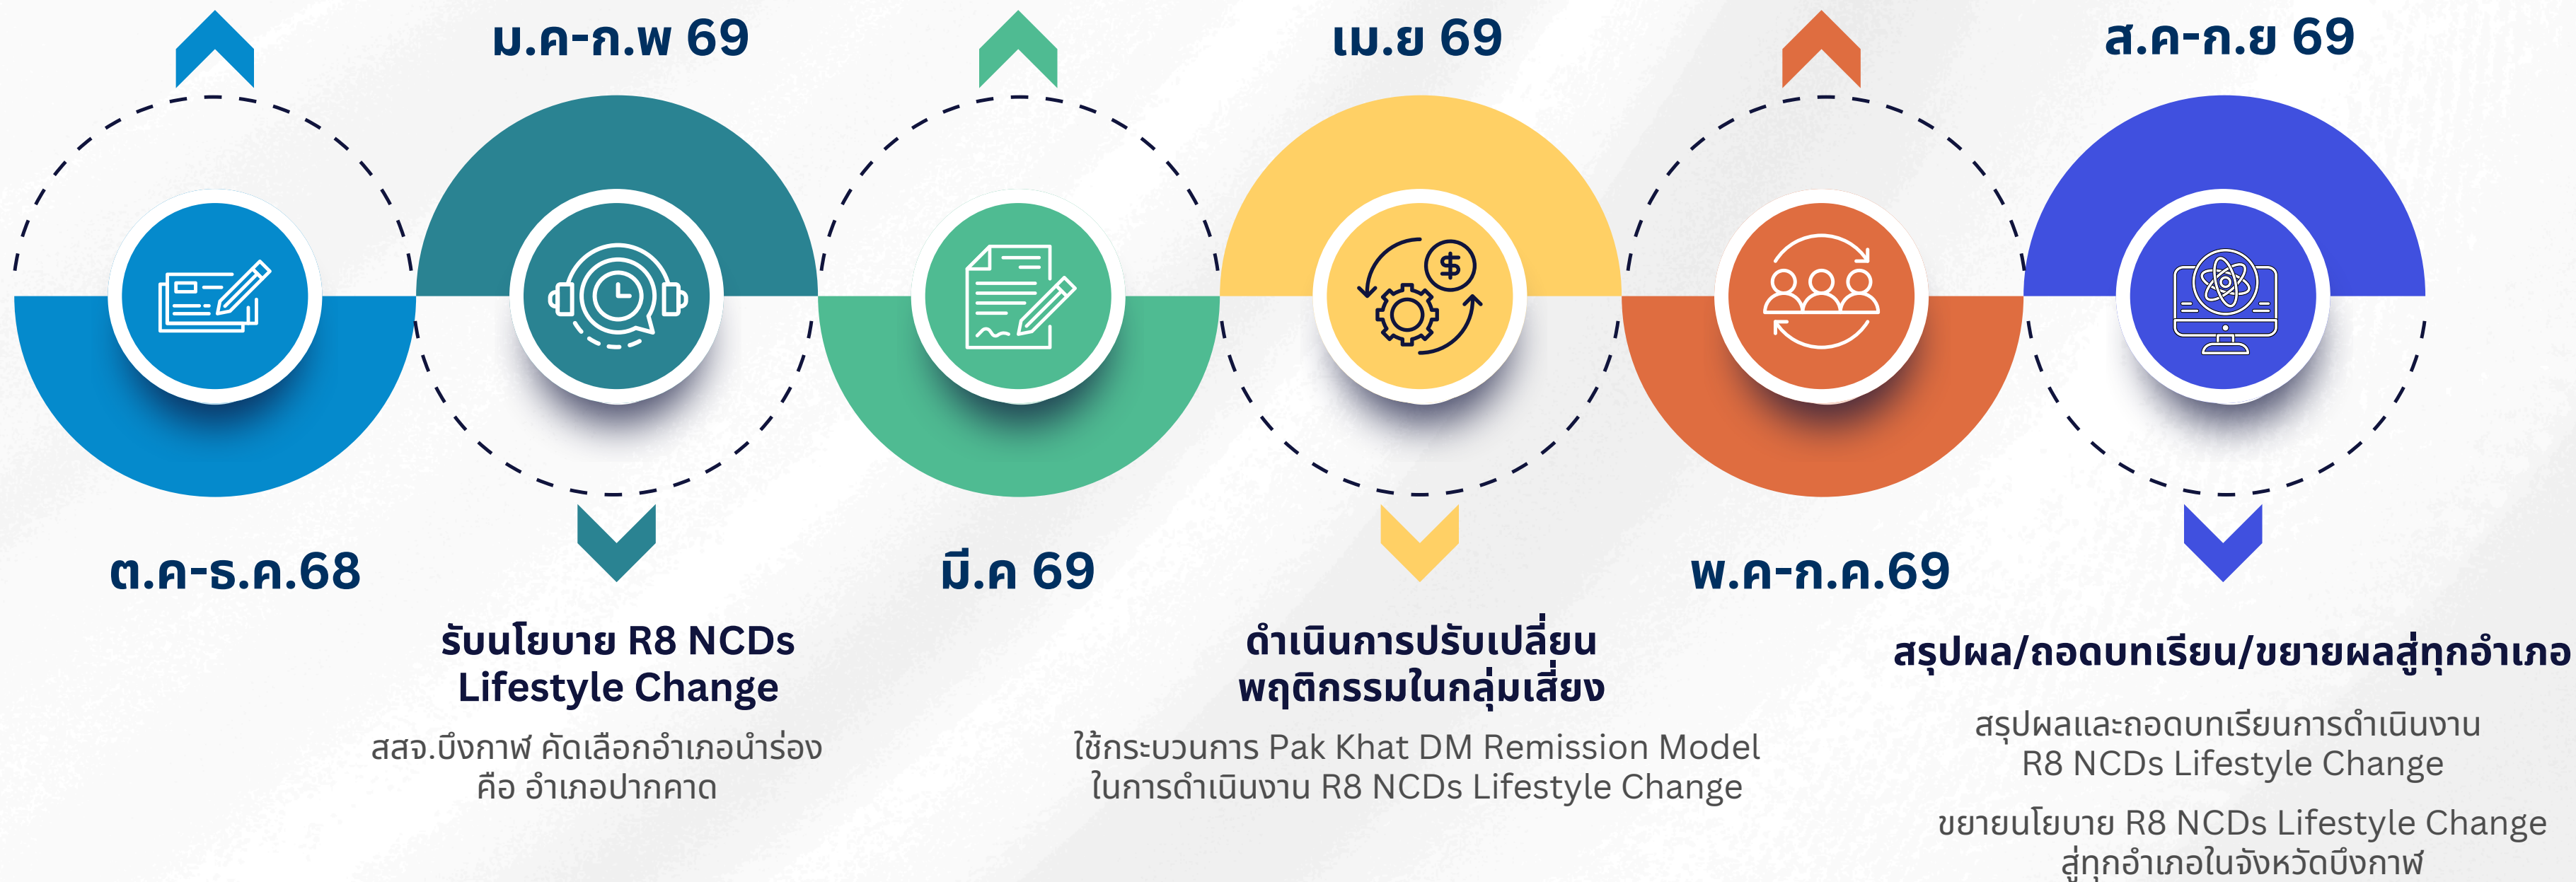 ม.ค-ก.พ 69
เม.ย 69
ส.ค-ก.ย 69
$
ต.ค-ธ.ค.68
มี.ค 69
พ.ค-ก.ค.69
รับนโยบาย R8 NCDs
Lifestyle Change
สสจ.บึงกาฬ คัดเลือกอำเภอนำร่อง
คือ อำเภอปากคาด
ดำเนินการปรับเปลี่ยน
พฤติกรรมในกลุ่มเสี่ยง
ใช้กระบวนการ Pak Khat DM Remission Model
ในการดำเนินงาน R8 NCDs Lifestyle Change
สรุปผล/ถอดบทเรียน/ขยายผลสู่ทุกอำเภอ
สรุปผลและถอดบทเรียนการดำเนินงาน
R8 NCDs Lifestyle Change
ขยายนโยบาย R8 NCDs Lifestyle Change
สู่ทุกอำเภอในจังหวัดบึงกาฬ